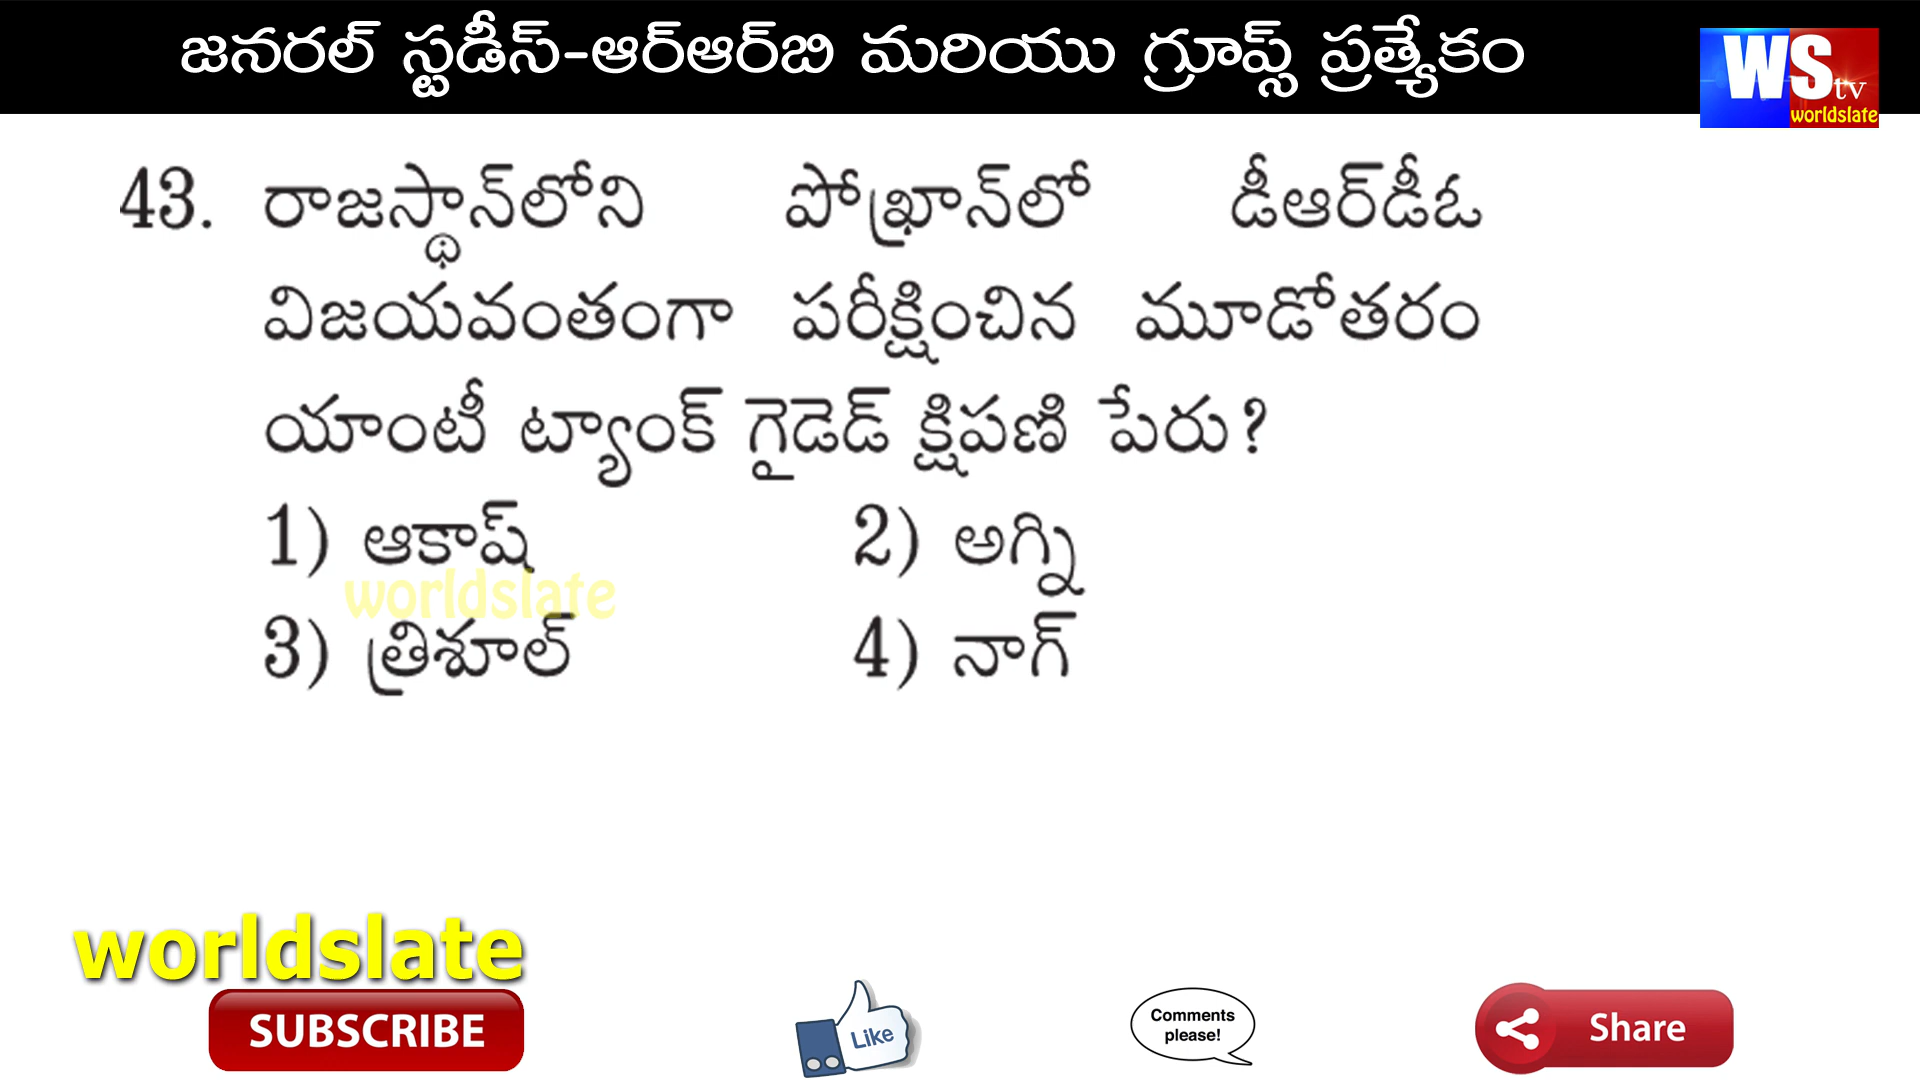 జనరల్ స్టడీస్-ఆర్ఆర్‌బి మరియు గ్రూప్స్ ప్రత్యేకం
WS tv
worldslate
43. రాజస్థాన్‌లోని పోఖ్రాన్‌లో డీఆర్‌డీఓ
విజయవంతంగా పరీక్షించిన మూడోతరం
యాంటీ ట్యాంక్ గైడెడ్ క్షిపణి పేరు?
1) ఆకాష్ 2) అగ్ని
worldslate
3) త్రిశూల్ 4) నాగ్
worldslate
SUBSCRIBE
Like
Comments
please!
Share